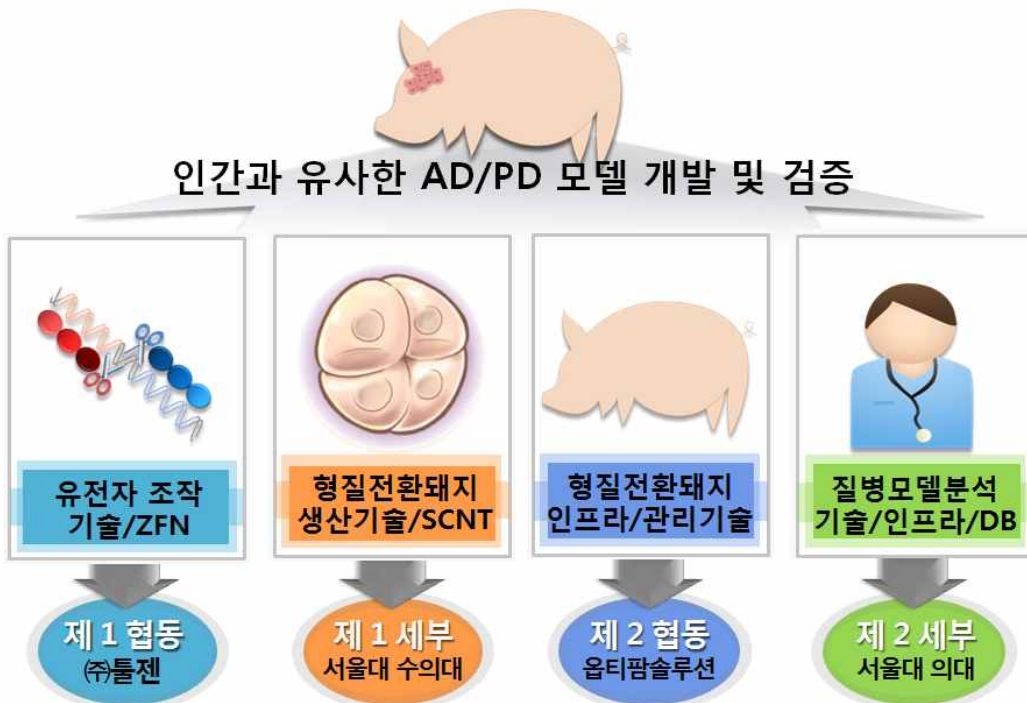 인간과 유사한 AD/PD 모델 개발 및 검증
유전자 조작
기술/ZFN
형질전환돼지
생산기술/SCNT
형질전환돼지
인프라/관리기술
질병모델분석
기술/인프라/DB
제 1 협동
㈜툴젠
제 1 세부
서울대 수의대
제 2 협동
옵티팜솔루션
제 2 세부
서울대 의대